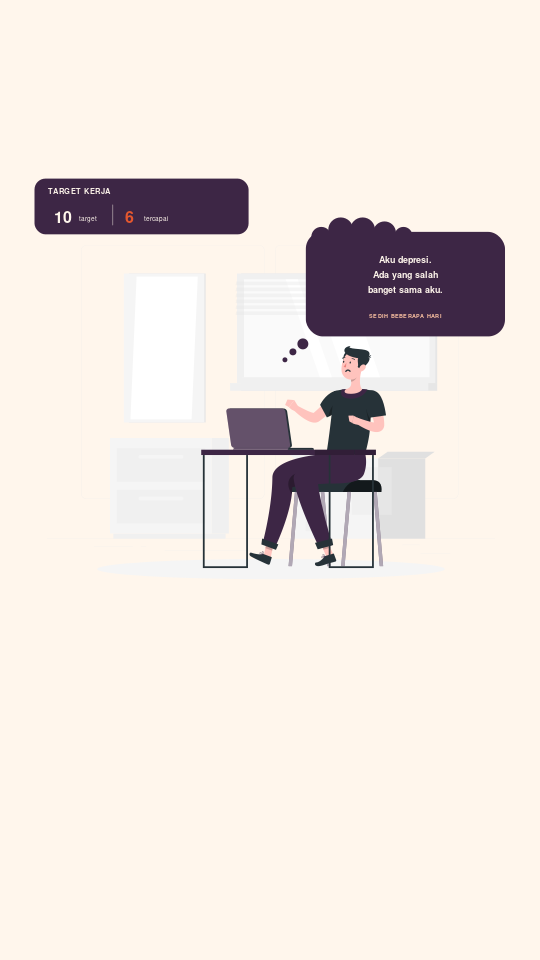 TARGET KERJA
10 target 6 tercapai
Aku depresi.
Ada yang salah
banget sama aku.
SEDIH BEBERAPA HARI